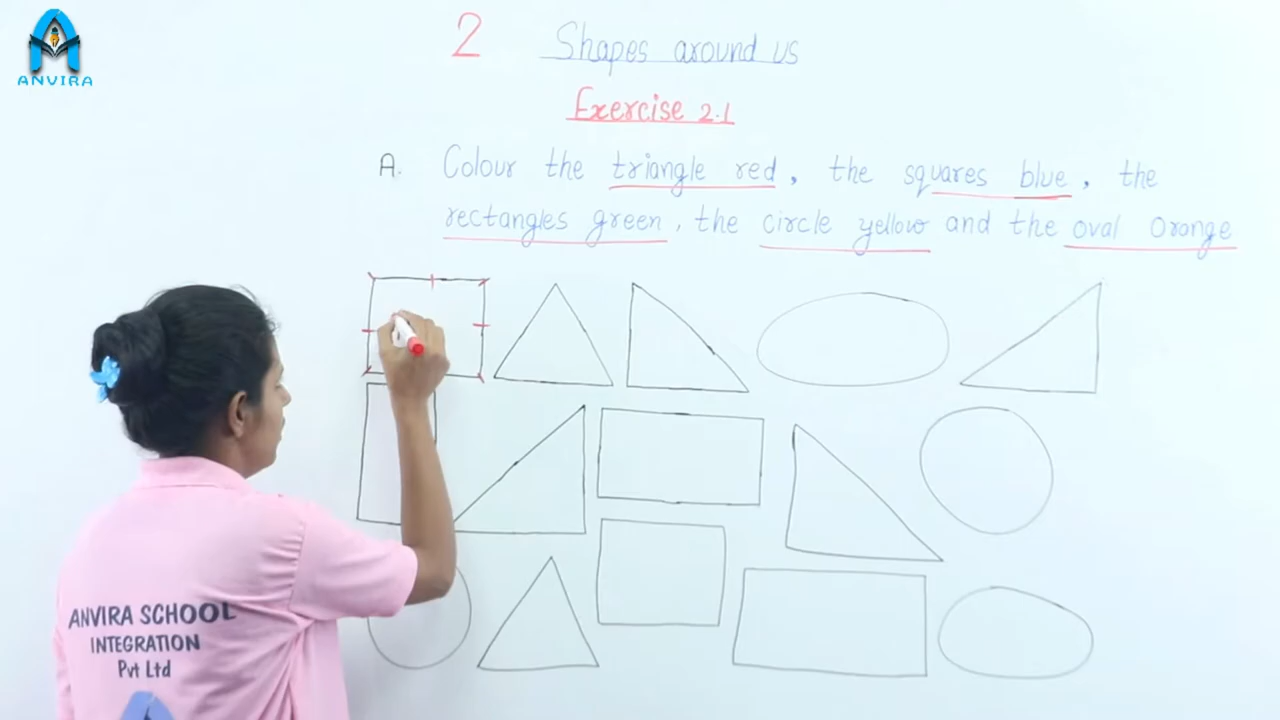 ANVIRA
2 Shapes around us
Exercise 2.1
A. Colour the triangle red, the squares blue, the
rectangles green, the circle yellow and the oval Orange
ANVIRA SCHOOL
INTEGRATION
Pvt Ltd